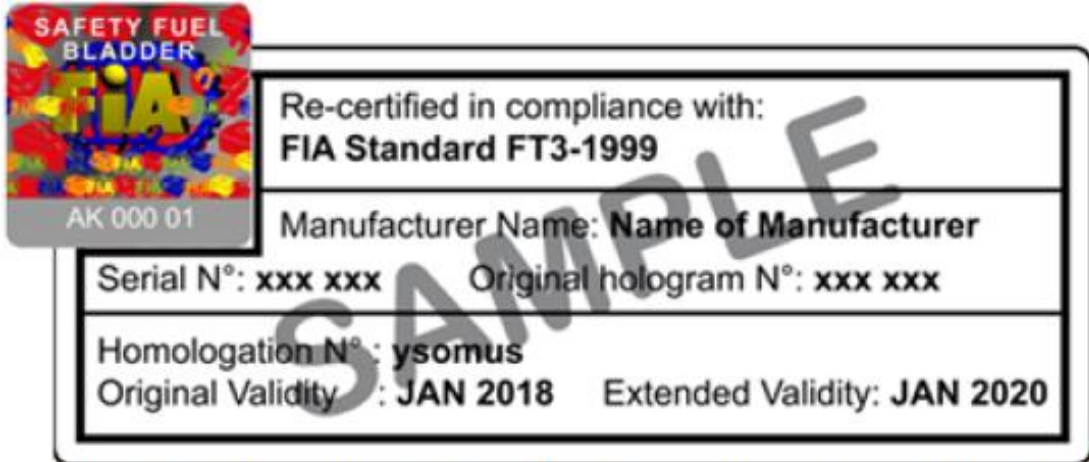 SAFETY FUEL
BLADDER
FIA
AK 000 01
Re-certified in compliance with:
FIA Standard FT3-1999
Manufacturer Name: Name of Manufacturer
Serial N°: xxx xxx Original hologram N°: xxx xxx
Homologation N° : ysomus
Original Validity : JAN 2018 Extended Validity: JAN 2020
SAMPLE